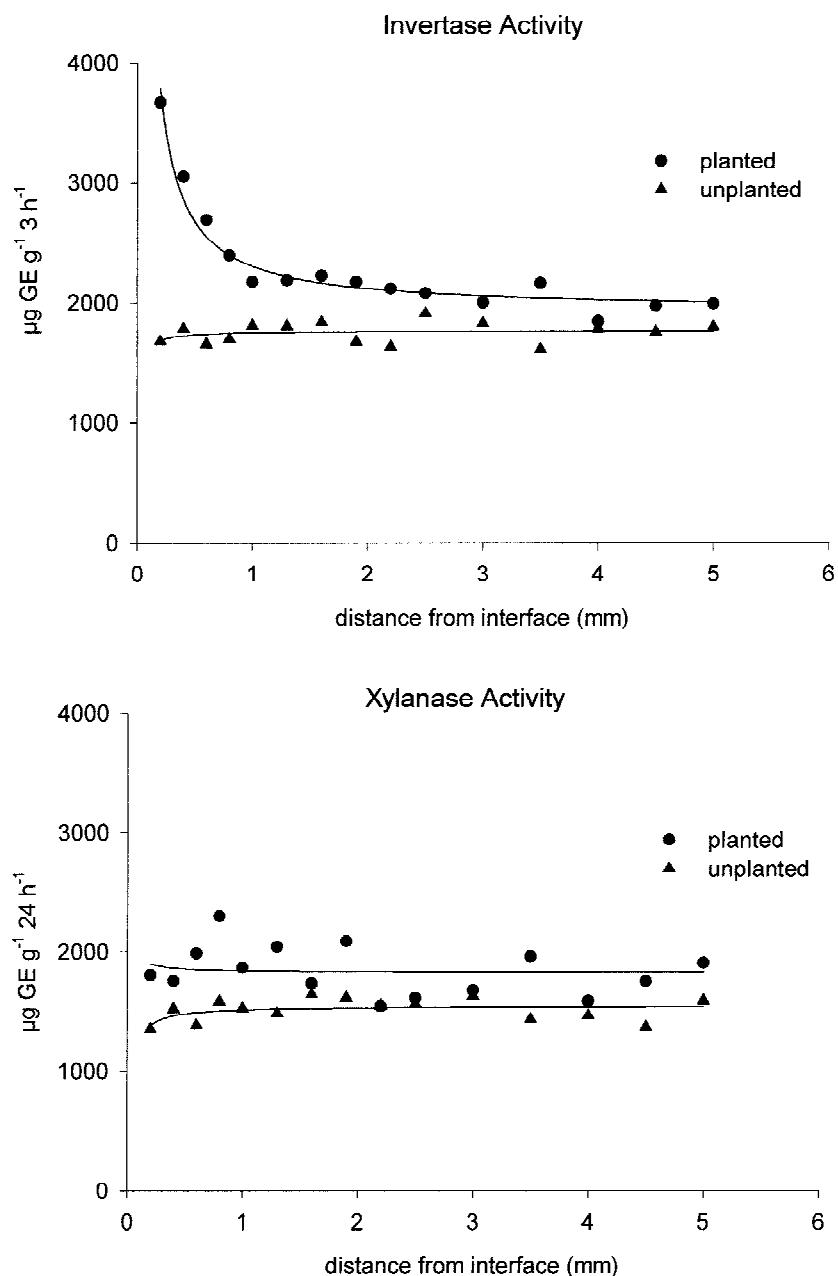 Invertase Activity
4000
3000
2000
1000
0
µg GE g⁻¹ 3 h⁻¹
planted
unplanted
0 1 2 3 4 5 6
distance from interface (mm)
Xylanase Activity
4000
3000
2000
1000
0
µg GE g⁻¹ 24 h⁻¹
planted
unplanted
0 1 2 3 4 5 6
distance from interface (mm)